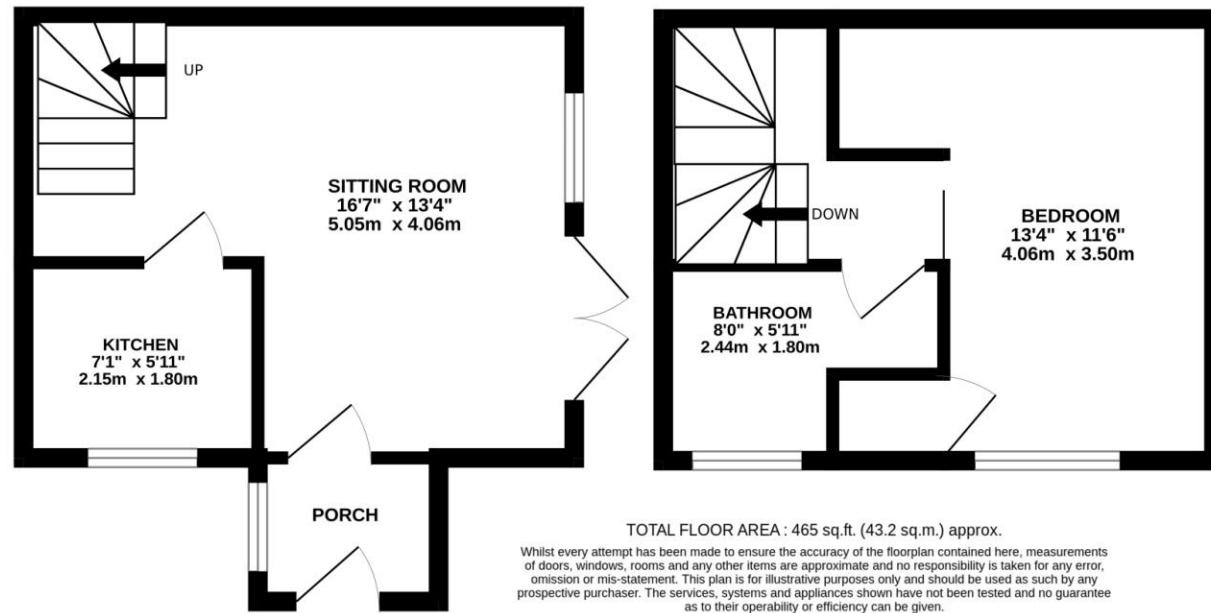 UP
SITTING ROOM
16'7" x 13'4"
5.05m x 4.06m
KITCHEN
7'1" x 5'11"
2.15m x 1.80m
PORCH
DOWN
BEDROOM
13'4" x 11'6"
4.06m x 3.50m
BATHROOM
8'0" x 5'11"
2.44m x 1.80m
TOTAL FLOOR AREA : 465 sq.ft. (43.2 sq.m.) approx.
Whilst every attempt has been made to ensure the accuracy of the floorplan contained here, measurements
of doors, windows, rooms and any other items are approximate and no responsibility is taken for any error,
omission or mis-statement. This plan is for illustrative purposes only and should be used as such by any
prospective purchaser. The services, systems and appliances shown have not been tested and no guarantee
as to their operability or efficiency can be given.